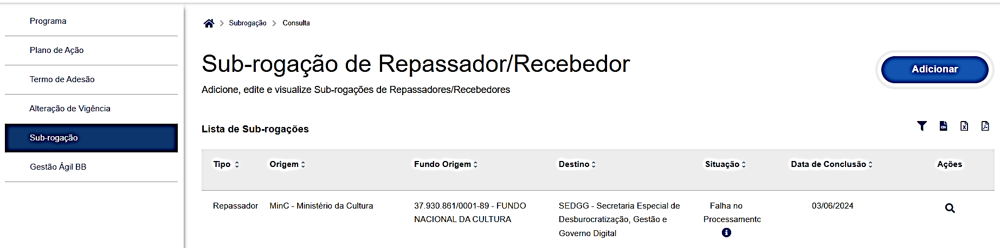 Programa
Plano de Ação
Termo de Adesão
Alteração de Vigência
Sub-rogação
Gestão Ágil BB
Subrogação
Consulta
Sub-rogação de Repassador/Recebedor
Adicione, edite e visualize Sub-rogações de Repassadores/Recebedores
Adicionar
Lista de Sub-rogações
CSV
Tipo
Origem
Fundo Origem
Destino
Situação
Data de Conclusão
Ações
Repassador
MinC - Ministério da Cultura
37.930.861/0001-89 - FUNDO
NACIONAL DA CULTURA
SEDGG - Secretaria Especial de
Desburocratização, Gestão e
Governo Digital
Falha no
Processamento
03/06/2024